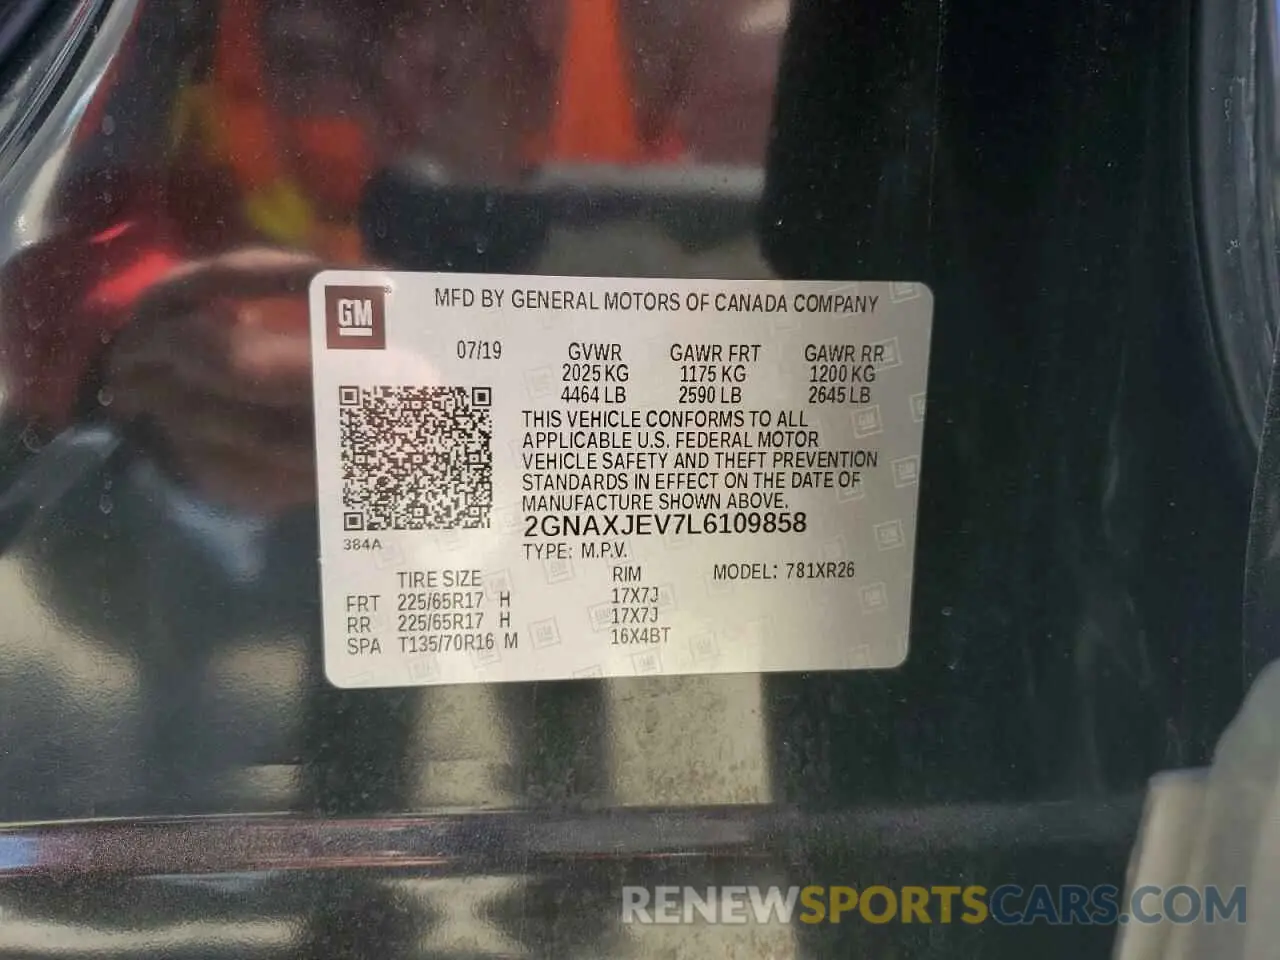 GM
MFD BY GENERAL MOTORS OF CANADA COMPANY
07/19 GVWR GAWR FRT GAWR RR
2025 KG 1175 KG 1200 KG
4464 LB 2590 LB 2645 LB
THIS VEHICLE CONFORMS TO ALL
APPLICABLE U.S. FEDERAL MOTOR
VEHICLE SAFETY AND THEFT PREVENTION
STANDARDS IN EFFECT ON THE DATE OF
MANUFACTURE SHOWN ABOVE.
2GNAXJEV7L6109858
384A
TYPE: M.P.V.
TIRE SIZE RIM MODEL: 781XR26
FRT 225/65R17 H 17X7J
RR 225/65R17 H 17X7J
SPA T135/70R16 M 16X4BT
RENEWSPORTSCARS.COM